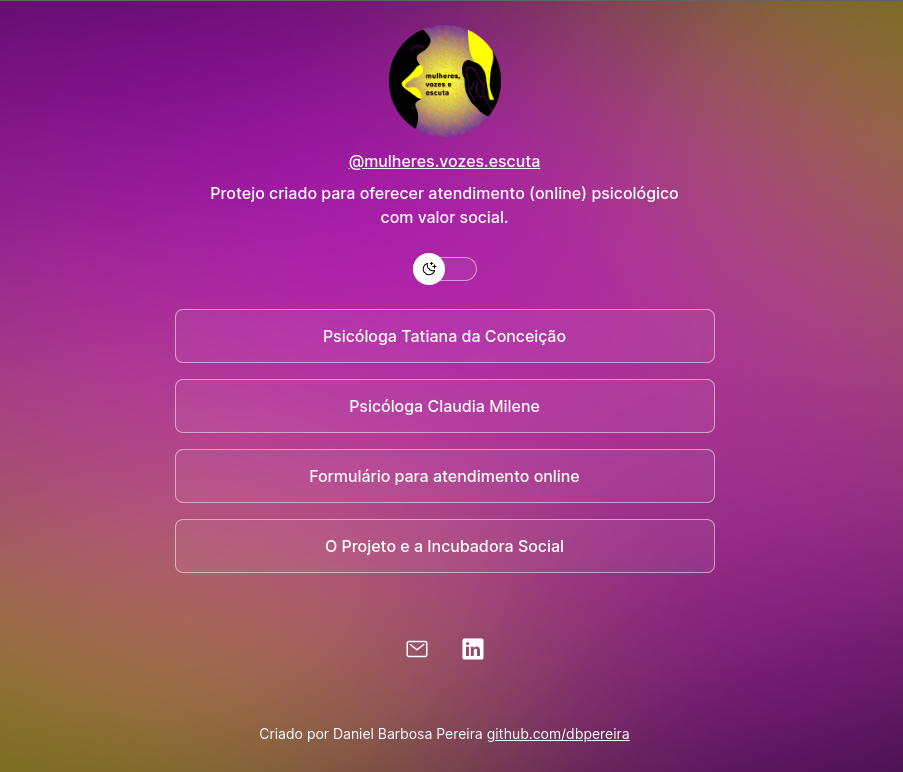 mulheres,
vozes e
escuta
@mulheres.vozes.escuta
Protejo criado para oferecer atendimento (online) psicológico
com valor social.
Psicóloga Tatiana da Conceição
Psicóloga Claudia Milene
Formulário para atendimento online
O Projeto e a Incubadora Social
in
Criado por Daniel Barbosa Pereira github.com/dbpereira